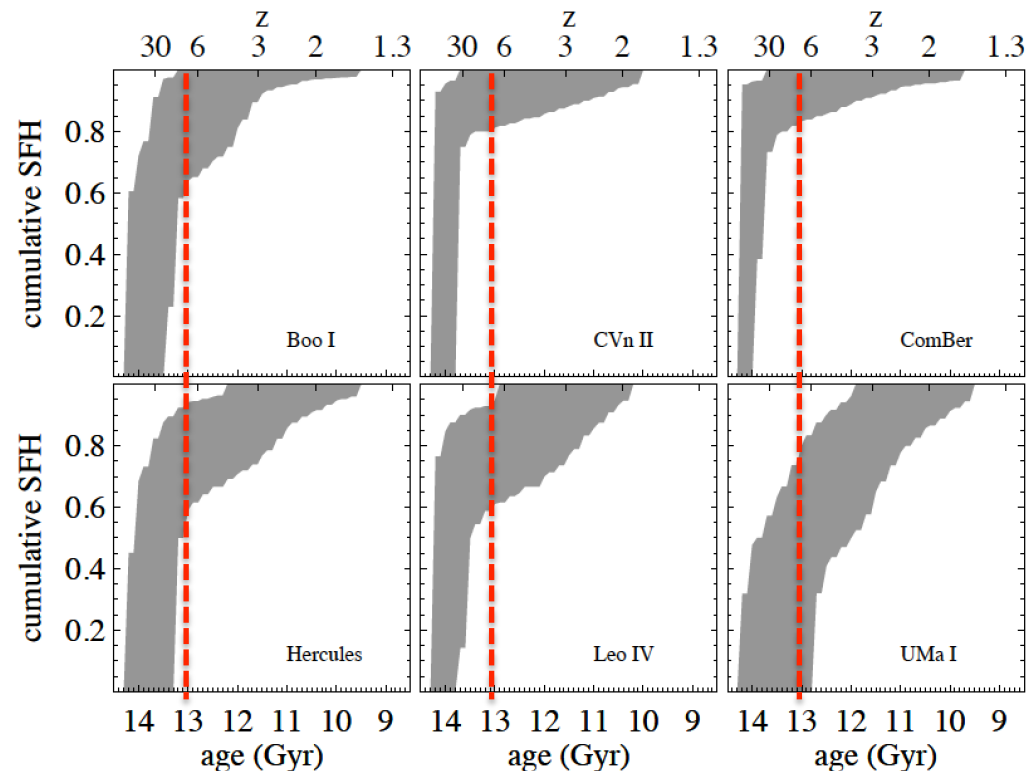 z z z
30 6 3 2 1.3 30 6 3 2 1.3 30 6 3 2 1.3
cumulative SFH
0.8
0.6
0.4
0.2
Boo I CVn II ComBer
cumulative SFH
0.8
0.6
0.4
0.2
Hercules Leo IV UMa I
14 13 12 11 10 9 14 13 12 11 10 9 14 13 12 11 10 9
age (Gyr) age (Gyr) age (Gyr)